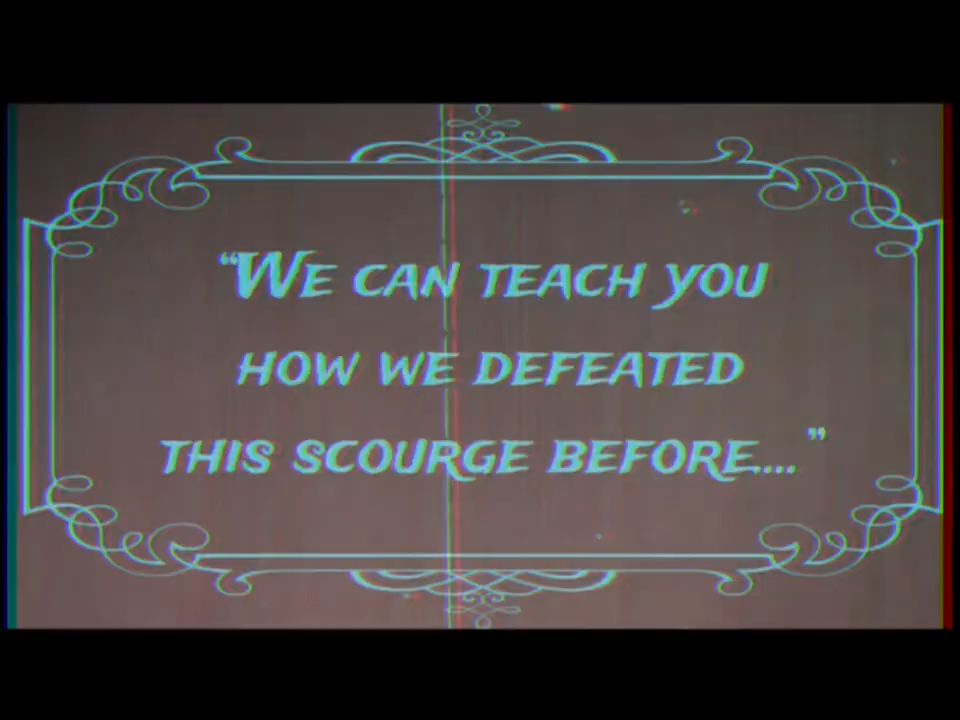 “WE CAN TEACH YOU
HOW WE DEFEATED
THIS SCOURGE BEFORE....”